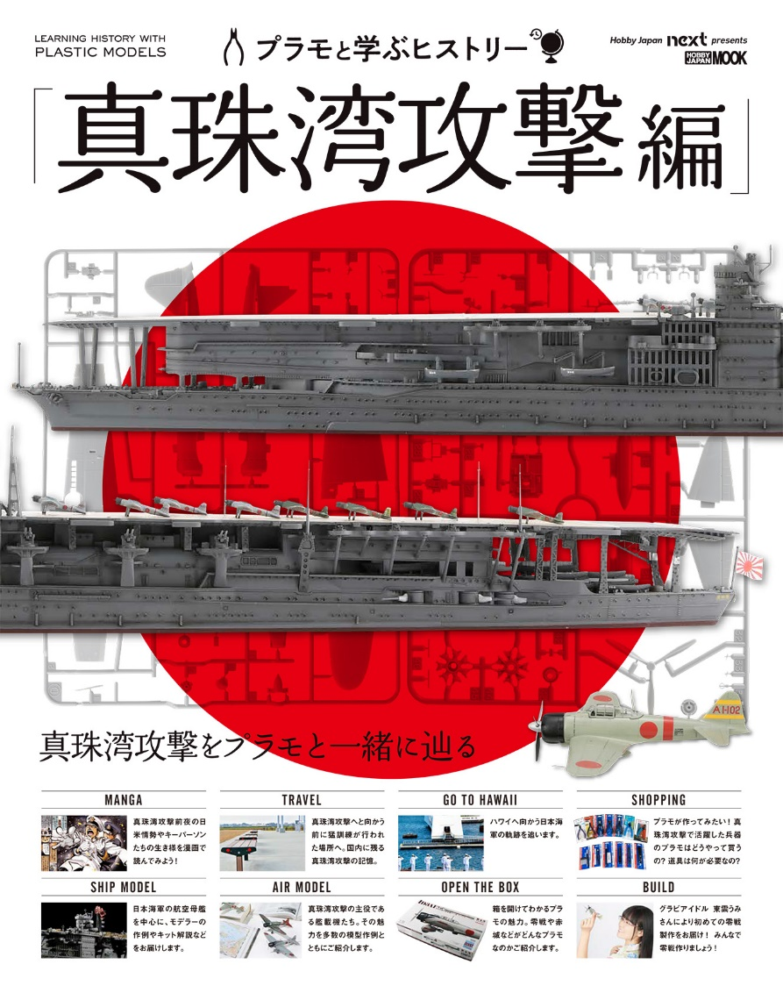 LEARNING HISTORY WITH
PLASTIC MODELS
プラモと学ぶヒストリー
Hobby Japan next presents
HOBBY JAPAN MOOK
「真珠湾攻撃編」
A1-102
真珠湾攻撃をプラモと一緒に辿る
MANGA
真珠湾攻撃前夜の日
米情勢やキーパーソン
たちの生き様を漫画で
読んでみよう!
TRAVEL
真珠湾攻撃へと向かう
前に猛訓練が行われ
た場所へ。国内に残る
真珠湾攻撃の記憶。
GO TO HAWAII
ハワイへ向かう日本海
軍の軌跡を追います。
SHOPPING
プラモが作ってみたい! 真
珠湾攻撃で活躍した兵器
のプラモはどうやって買う
の? 道具は何が必要なの?
SHIP MODEL
日本海軍の航空母艦
を中心に、モデラーの
作例やキット解説など
をお届けします。
AIR MODEL
真珠湾攻撃の主役であ
る艦載機たち。その魅
力を多数の模型作例と
ともにご紹介します。
OPEN THE BOX
箱を開けてわかるプラ
モの魅力。零戦や赤
城などがどんなプラモ
なのかご紹介します。
BUILD
グラビアイドル 東雲うみ
さんにより初めての零戦
製作をお届け! みんなで
零戦作りましょう!